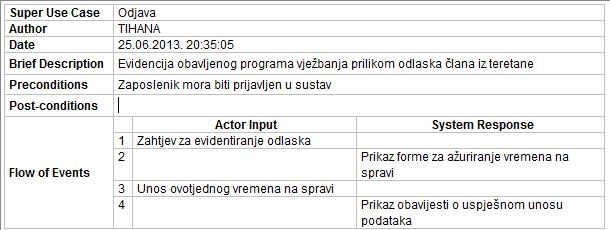 Super Use Case Odjava
Author TIHANA
Date 25.06.2013. 20:35:05
Brief Description Evidencija obavljenog programa vježbanja prilikom odlaska člana iz teretane
Preconditions Zaposlenik mora biti prijavljen u sustav
Post-conditions
Flow of Events
Actor Input System Response
1 Zahtjev za evidentiranje odlaska
2 Prikaz forme za ažuriranje vremena na
spravi
3 Unos ovotjednog vremena na spravi
4 Prikaz obavijesti o uspješnom unosu
podataka